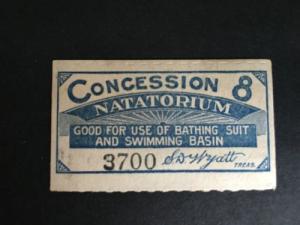 CONCESSION 8
NATATORIUM
GOOD FOR USE OF BATHING SUIT
AND SWIMMING BASIN
3700 S.D. Wyatt
TREAS.